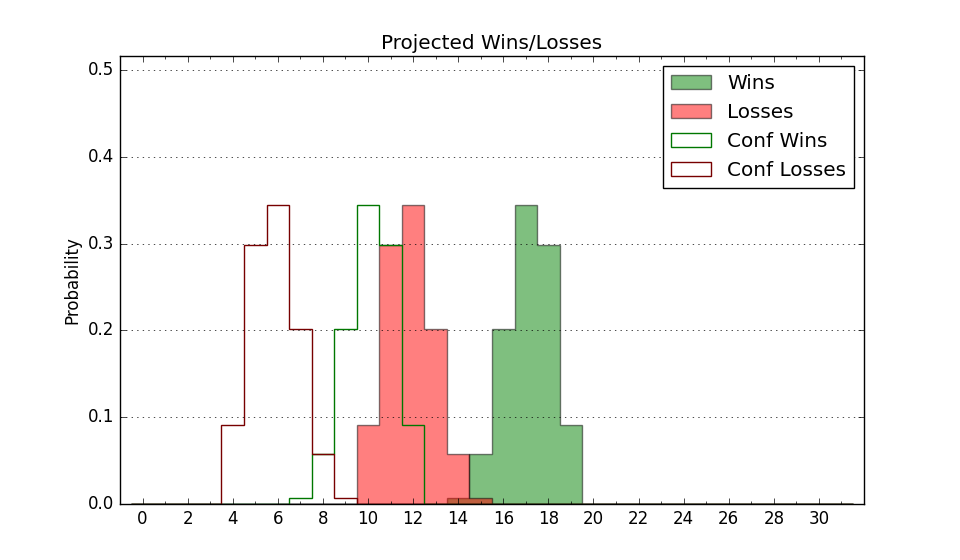 Projected Wins/Losses
0.5
0.4
0.3
0.2
0.1
0.0
Probability
Wins
Losses
Conf Wins
Conf Losses
0 2 4 6 8 10 12 14 16 18 20 22 24 26 28 30